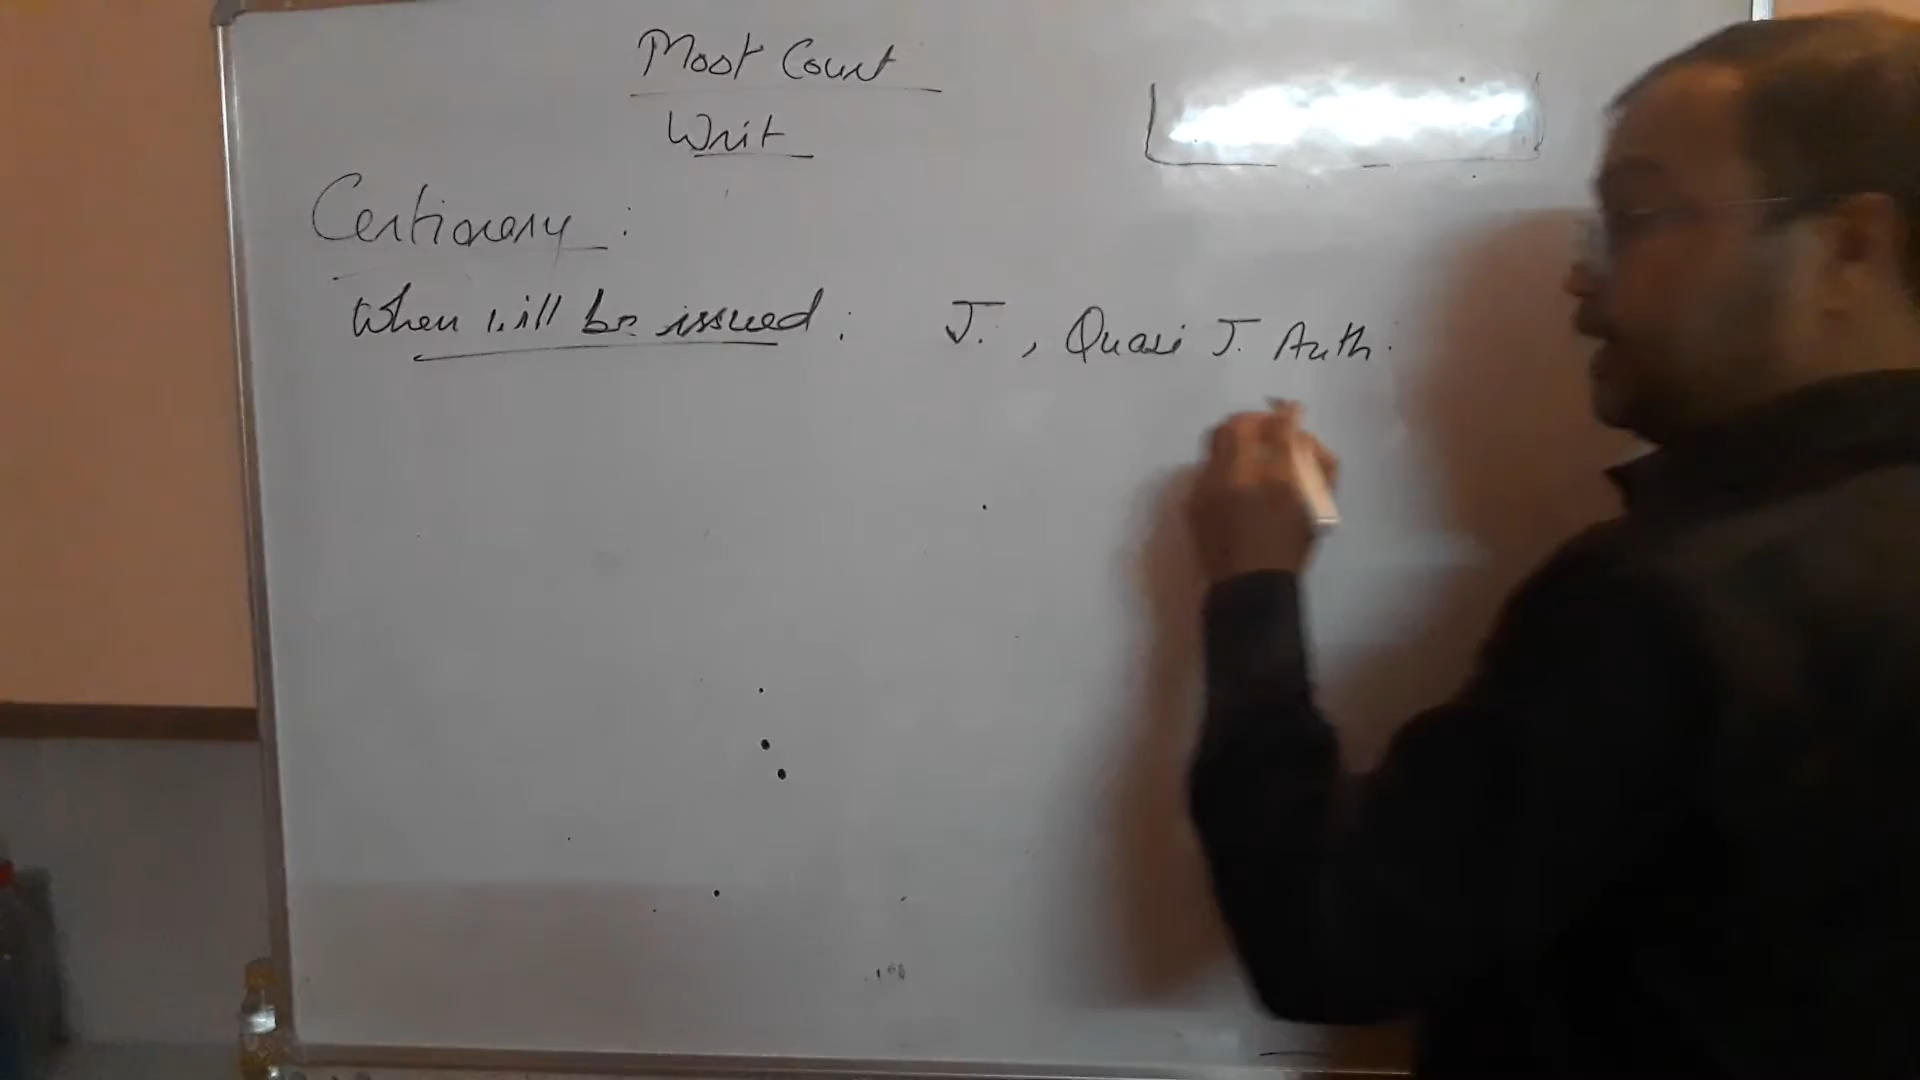 Moot Court
Writ
Certiorary :
When will be issued : J. , Quasi J. Auth.